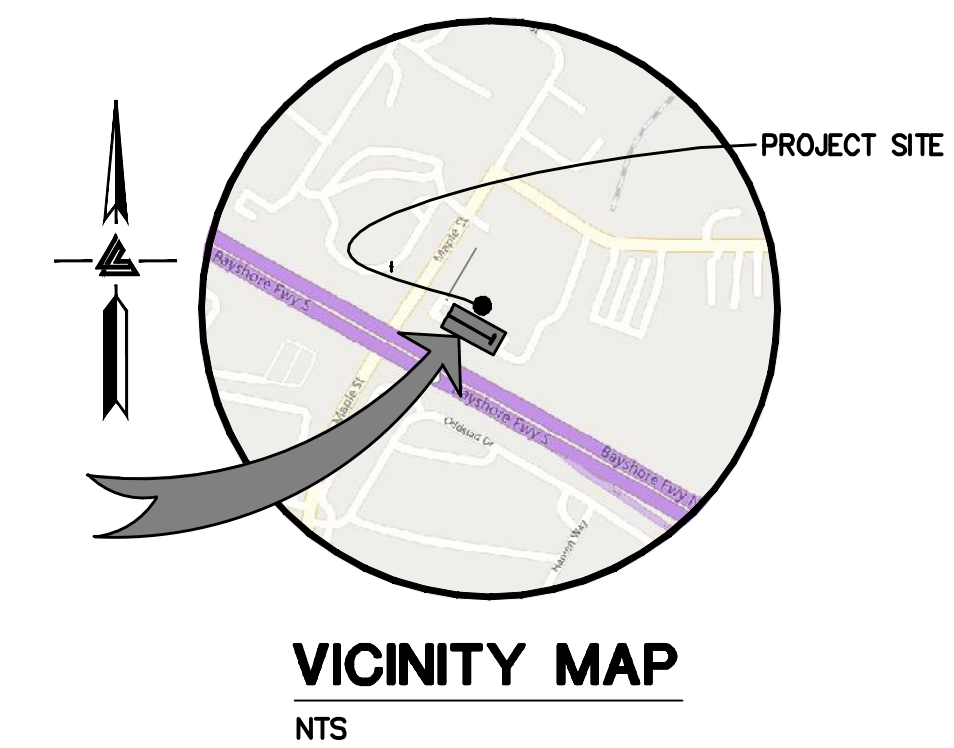 PROJECT SITE
Maple St
Bayshore Fwy S
Maple St
Bayshore Fwy S
Bayshore Fwy N
VICINITY MAP
NTS